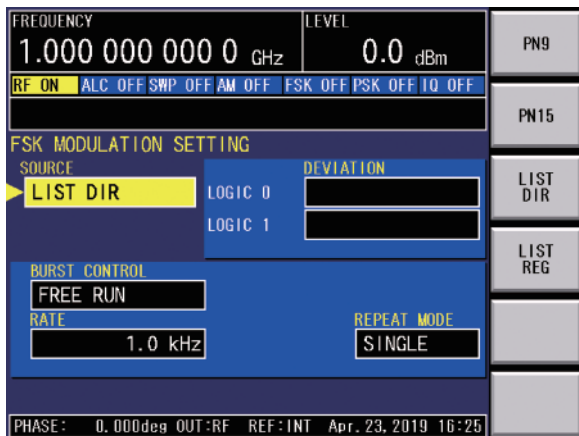 FREQUENCY
1.000 000 000 0 GHz
LEVEL
0.0 dBm
RF ON ALC OFF SWP OFF AM OFF FSK OFF PSK OFF IQ OFF
FSK MODULATION SETTING
SOURCE
LIST DIR
DEVIATION
LOGIC 0
LOGIC 1
BURST CONTROL
FREE RUN
RATE
1.0 kHz
REPEAT MODE
SINGLE
PHASE: 0.000deg OUT:RF REF:INT Apr.23,2019 16:25
PN9
PN15
LIST
DIR
LIST
REG